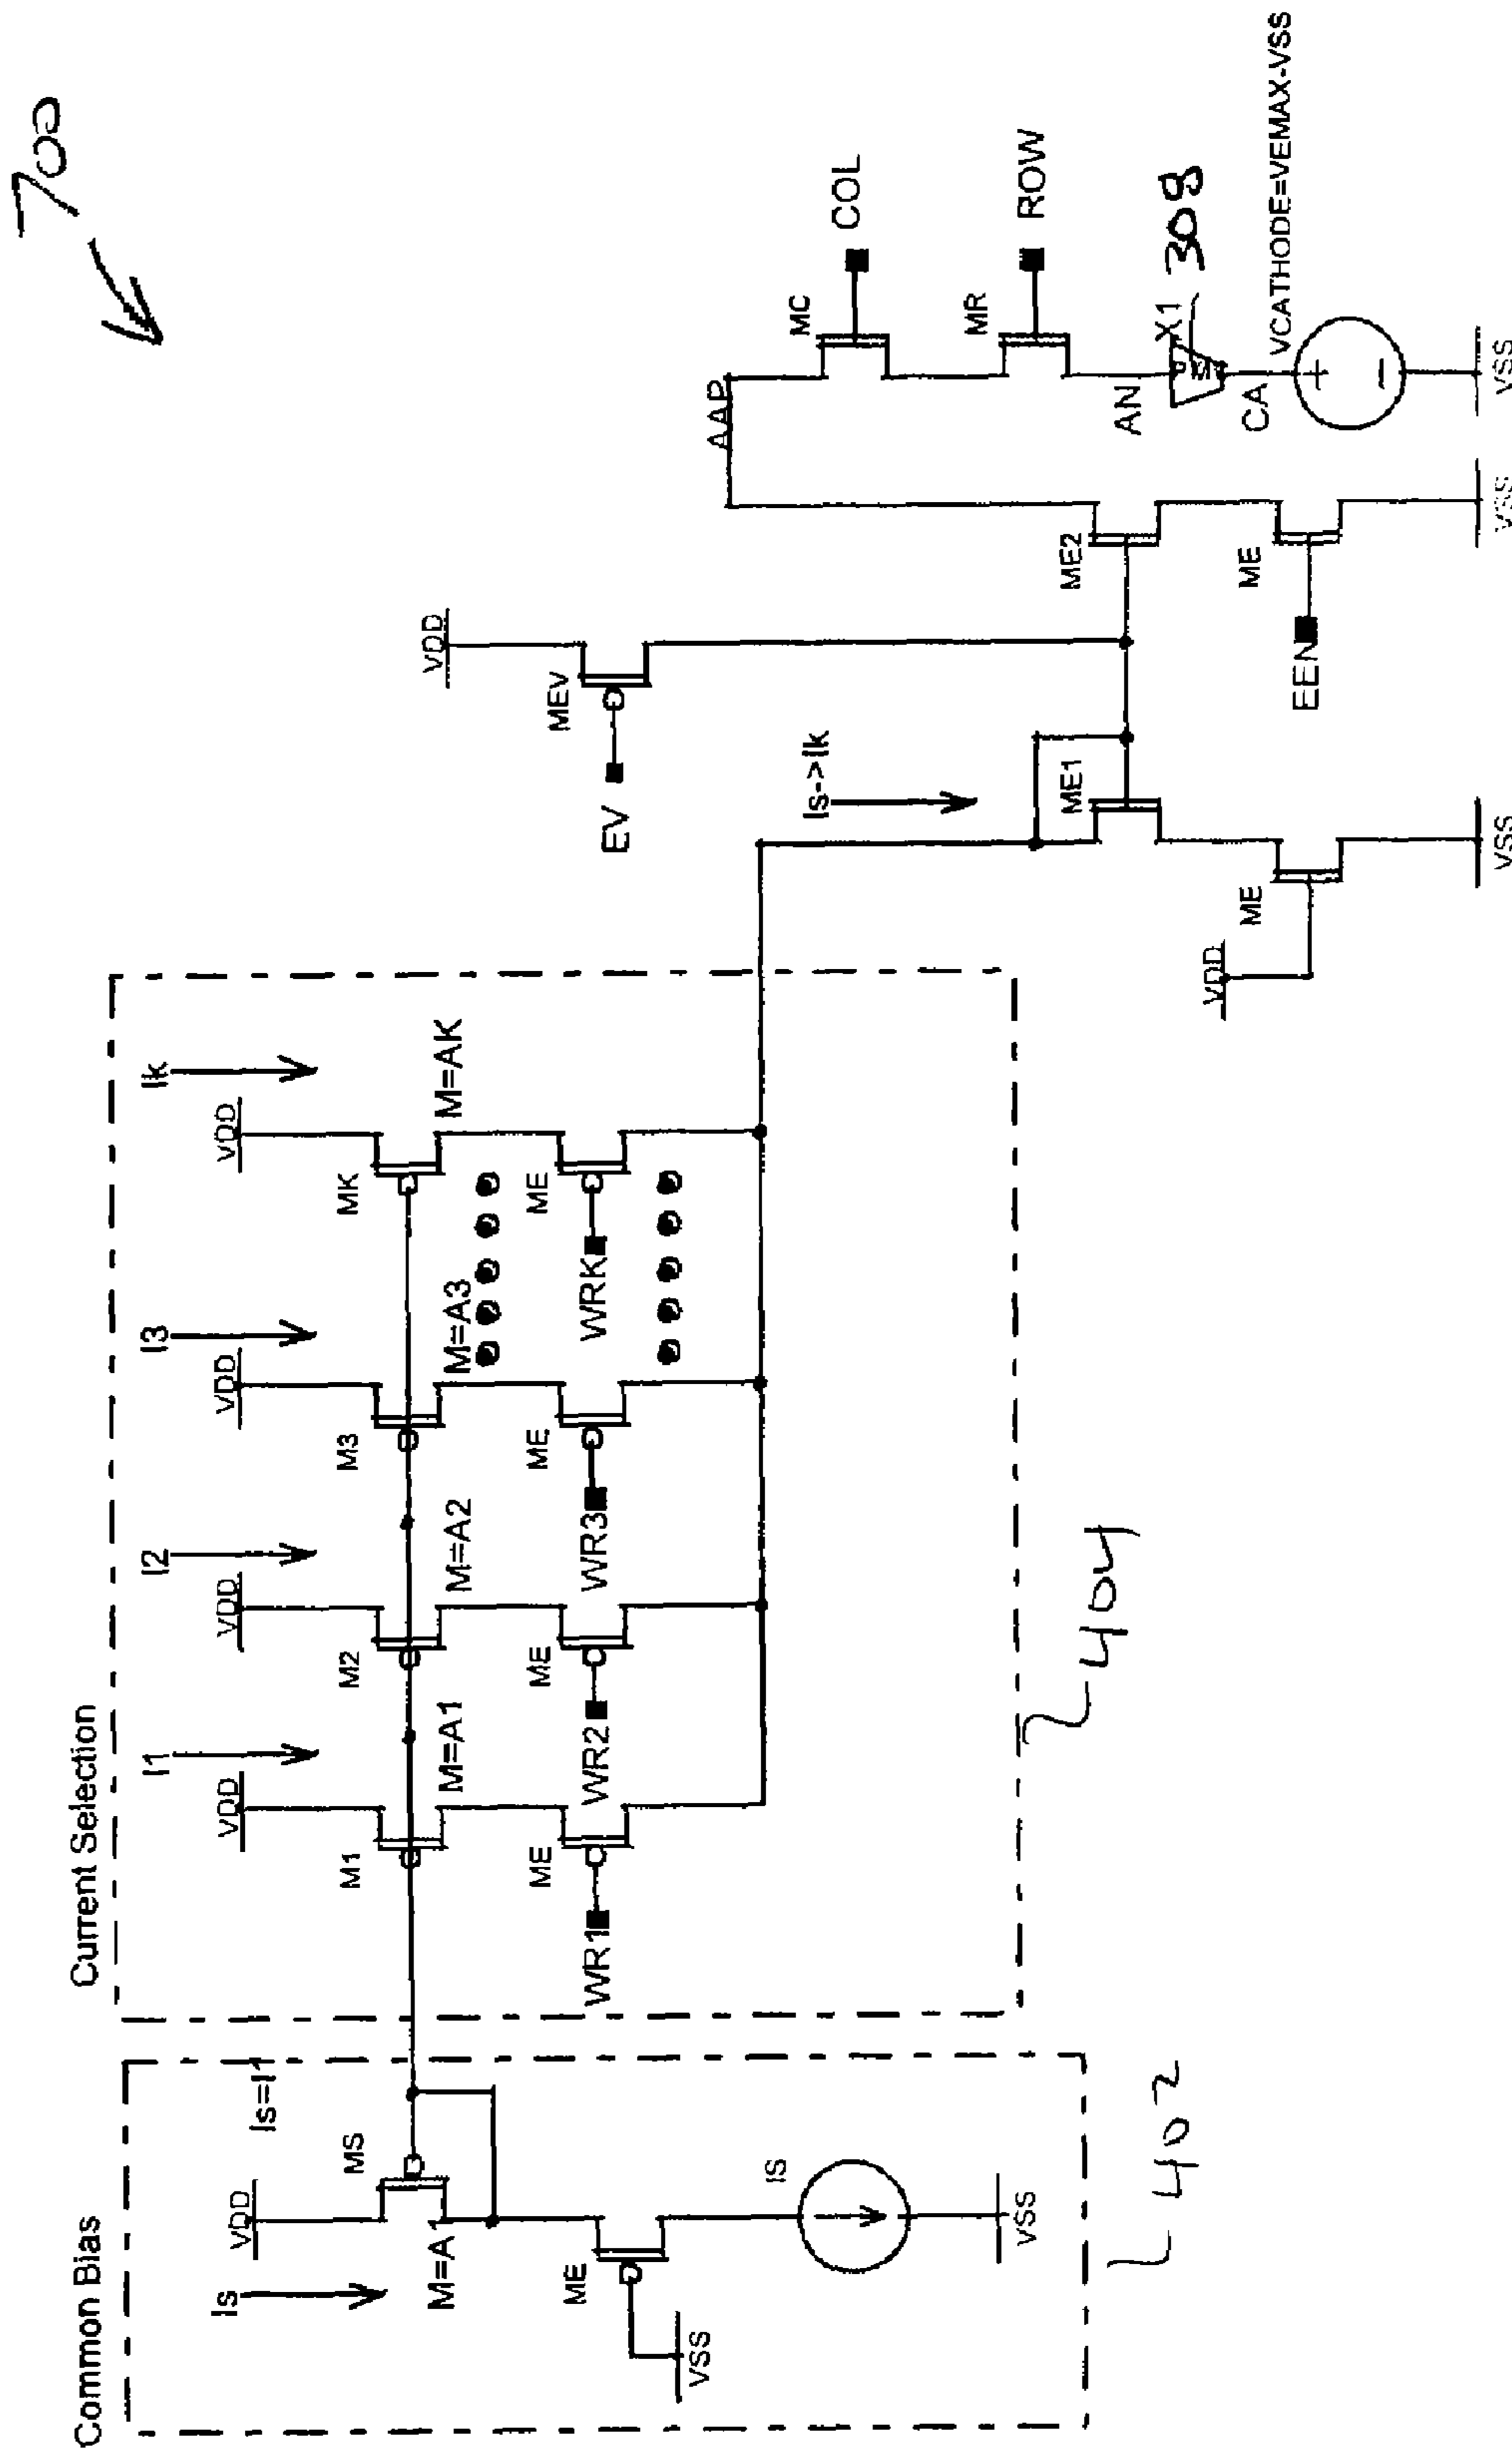 700
Common Bias
Current Selection
Is
VDD
Is=I1
MS
M=A1
ME
VSS
IS
VSS
402
I1
VDD
M1
M=A1
ME
WR1
I2
VDD
M2
M=A2
ME
WR2
I3
VDD
M3
M=A3
ME
WR3
Ik
VDD
MK
M=AK
ME
WRK
404
Is->Ik
ME1
VDD
ME
VSS
VDD
MEV
EV
ME2
ME
EEN
VSS
AAP
MC
COL
MR
ROW
AN
X1
308
CA
VCATHODE=VEMAX-VSS
+
-
VSS